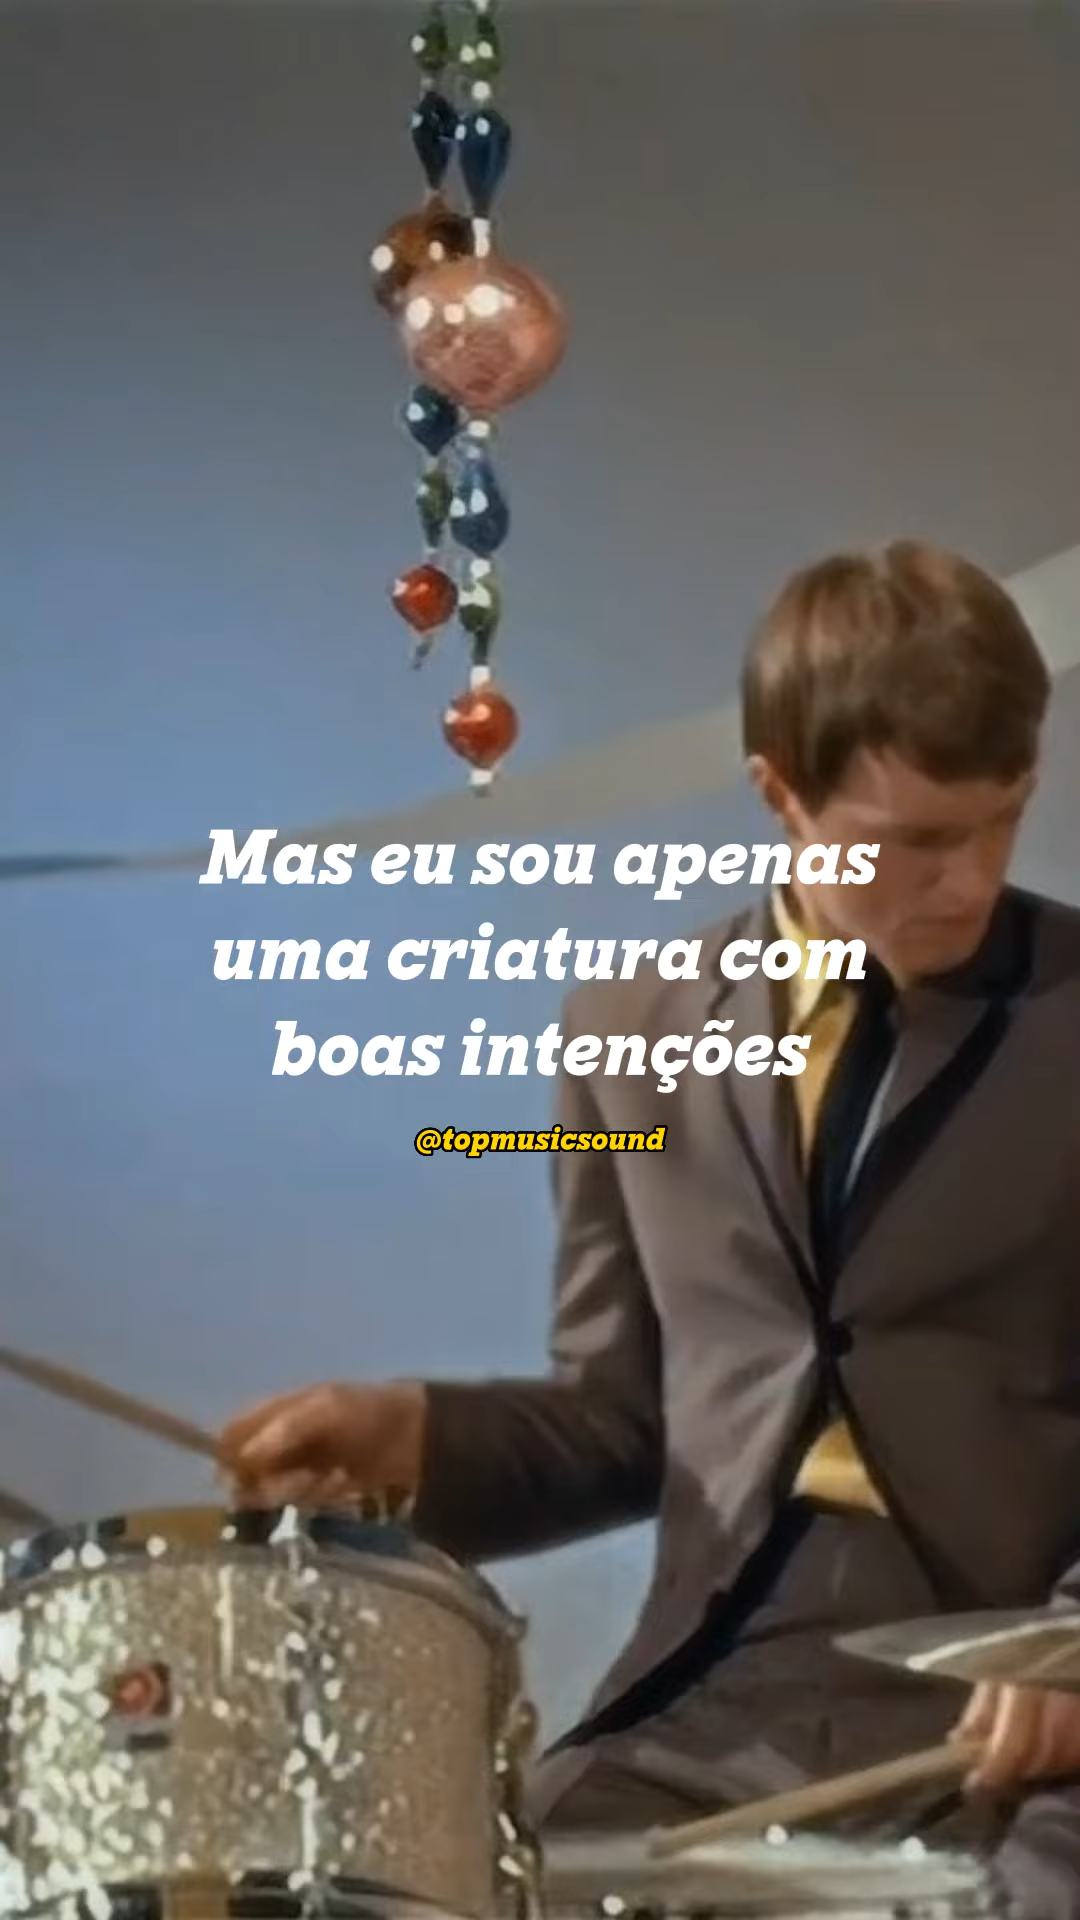 Mas eu sou apenas
uma criatura com
boas intenções
@topmusicsound